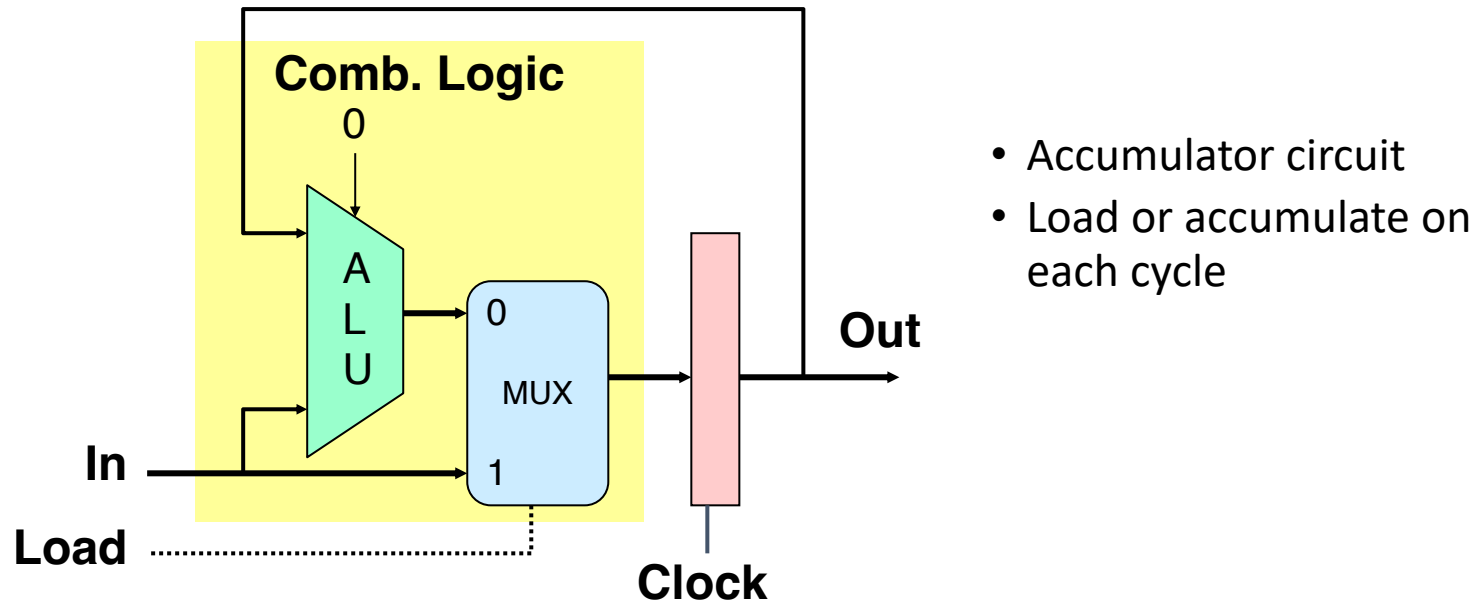 Comb. Logic
0
A
L
U
0
MUX
1
In
Load
Clock
Out
• Accumulator circuit
• Load or accumulate on
each cycle